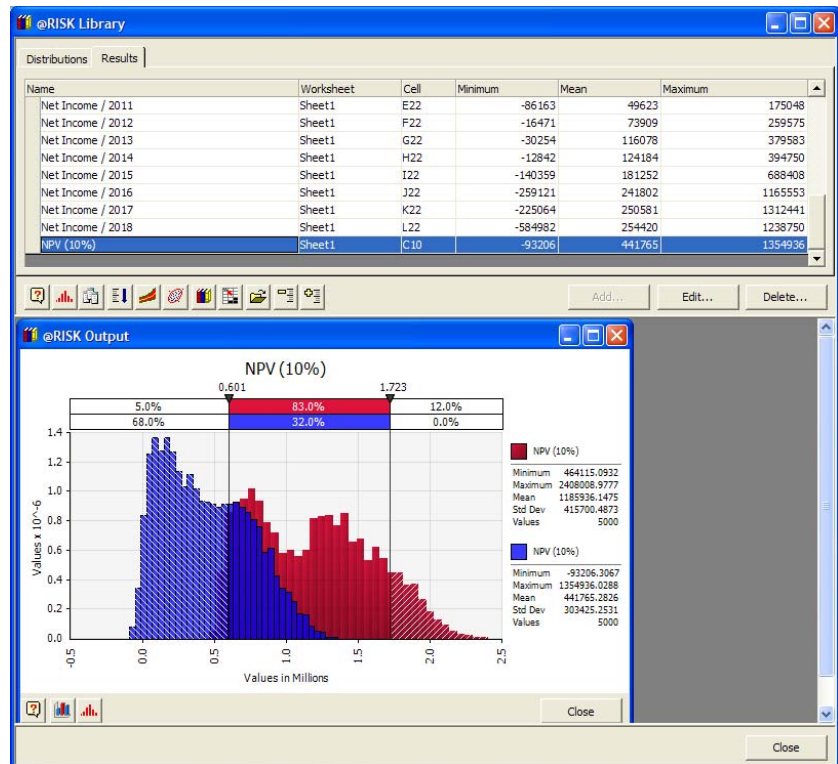 @RISK Library
Distributions Results
Name Worksheet Cell Minimum Mean Maximum
Net Income / 2011 Sheet1 E22 -86163 49623 175048
Net Income / 2012 Sheet1 F22 -16471 73909 259575
Net Income / 2013 Sheet1 G22 -30254 116078 379583
Net Income / 2014 Sheet1 H22 -12842 124184 394750
Net Income / 2015 Sheet1 I22 -140359 181252 688408
Net Income / 2016 Sheet1 J22 -259121 241802 1165553
Net Income / 2017 Sheet1 K22 -225064 250581 1312441
Net Income / 2018 Sheet1 L22 -584982 254420 1238750
NPV (10%) Sheet1 C10 -93206 441765 1354936
Add... Edit... Delete...
@RISK Output
NPV (10%)
0.601 1.723
5.0% 83.0% 12.0%
68.0% 32.0% 0.0%
1.4
1.2
1.0
0.8
0.6
0.4
0.2
0.0
Values x 10^-6
-0.5 0.0 0.5 1.0 1.5 2.0 2.5
Values in Millions
NPV (10%)
Minimum 464115.0932
Maximum 2408008.9777
Mean 1185936.1475
Std Dev 415700.4873
Values 5000
NPV (10%)
Minimum -93206.3067
Maximum 1354936.0288
Mean 441765.2826
Std Dev 303425.2531
Values 5000
Close
Close